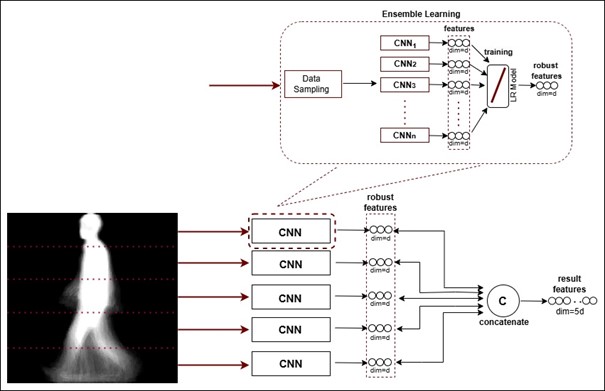 Ensemble Learning
features
CNN1
dim=d
CNN2
dim=d
CNN3
dim=d
CNNn
dim=d
Data
Sampling
training
LR Model
robust
features
dim=d
robust
features
CNN
dim=d
CNN
dim=d
CNN
dim=d
CNN
dim=d
CNN
dim=d
C
concatenate
result
features
dim=5d